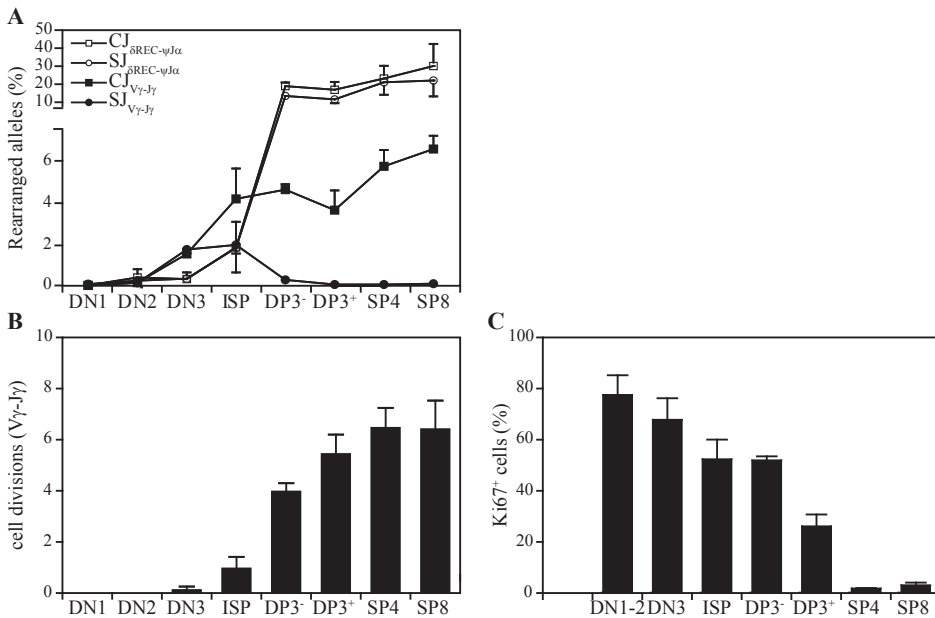 A
Rearranged alleles (%)
50
40
30
20
10
6
4
2
0
CJδREC-ψJα
SJδREC-ψJα
CJVγ-Jγ
SJVγ-Jγ
DN1 DN2 DN3 ISP DP3⁻ DP3⁺ SP4 SP8
B
cell divisions (Vγ-Jγ)
10
8
6
4
2
0
DN1 DN2 DN3 ISP DP3⁻ DP3⁺ SP4 SP8
C
Ki67⁺ cells (%)
100
80
60
40
20
0
DN1-2 DN3 ISP DP3⁻ DP3⁺ SP4 SP8